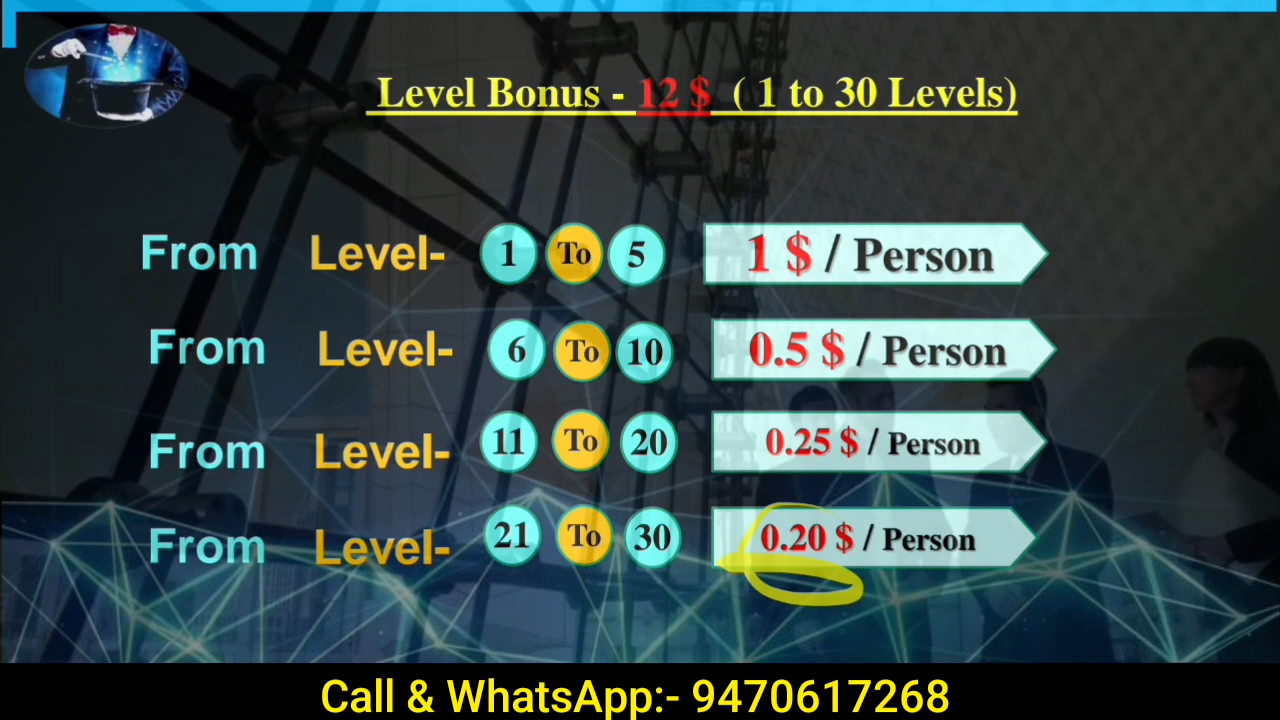 Level Bonus - 12 $ ( 1 to 30 Levels)
From Level- 1 To 5 1 $ / Person
From Level- 6 To 10 0.5 $ / Person
From Level- 11 To 20 0.25 $ / Person
From Level- 21 To 30 0.20 $ / Person
Call & WhatsApp:- 9470617268